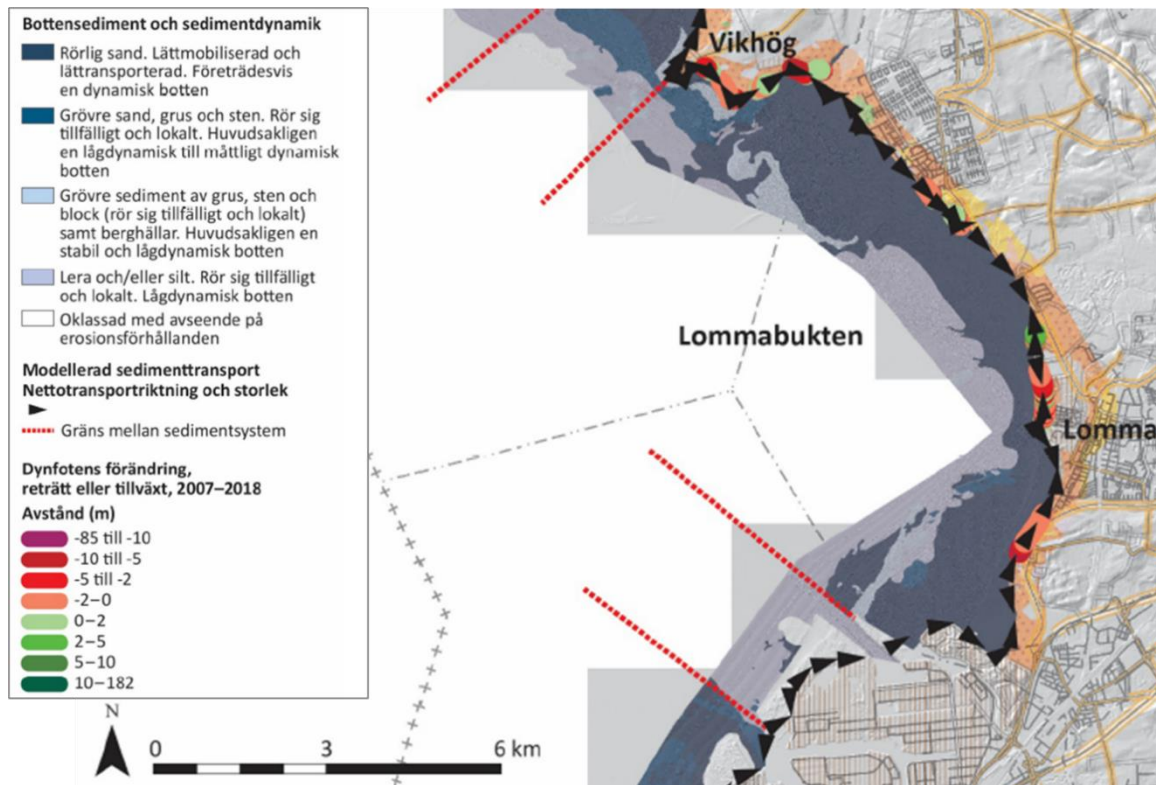 Bottensediment och sedimentdynamik
Rörlig sand. Lättmobiliserad och
lättransporterad. Företrädesvis
en dynamisk botten
Grövre sand, grus och sten. Rör sig
tillfälligt och lokalt. Huvudsakligen
en lågdynamisk till måttligt dynamisk
botten
Grövre sediment av grus, sten och
block (rör sig tillfälligt och lokalt)
samt berghällar. Huvudsakligen en
stabil och lågdynamisk botten
Lera och/eller silt. Rör sig tillfälligt
och lokalt. Lågdynamisk botten
Oklassad med avseende på
erosionsförhållanden
Modellerad sedimenttransport
Nettotransportriktning och storlek
Gräns mellan sedimentsystem
Dynfotens förändring,
reträtt eller tillväxt, 2007–2018
Avstånd (m)
-85 till -10
-10 till -5
-5 till -2
-2–0
0–2
2–5
5–10
10–182
N
0 3 6 km
Vikhög
Lommabukten
Lomma